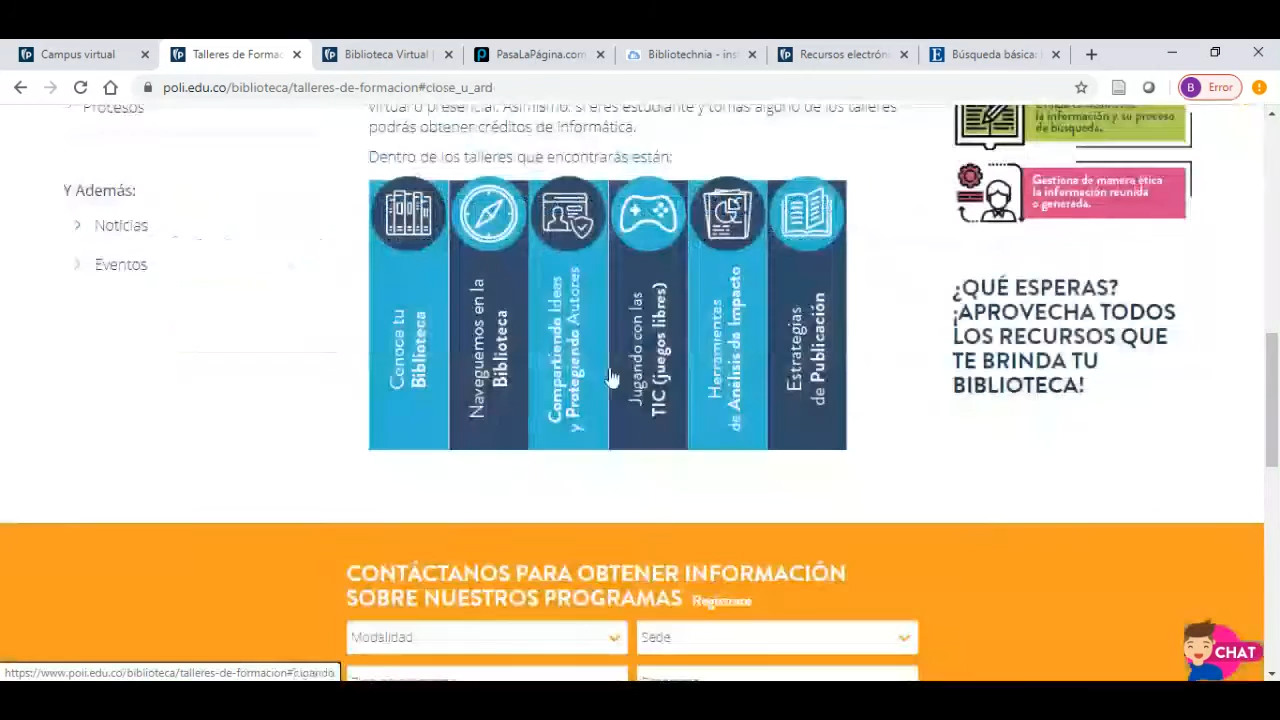 Campus virtual
Talleres de Formac
Biblioteca Virtual
PasaLaPágina.com
Bibliotechnia - inst
Recursos electrón
Búsqueda básica:
poli.edu.co/biblioteca/talleres-de-formacion#close_u_ard
B Error
Procesos
Y Además:
Noticias
Eventos
virtual o presencial. Asimismo, si eres estudiante y tomas alguno de los talleres
podrás obtener créditos de informática.
Dentro de los talleres que encontrarás están:
Conoce tu
Biblioteca
Naveguemos en la
Biblioteca
Compartiendo Ideas
y Protegiendo Autores
Jugando con las
TIC (juegos libres)
Herramientas
de Análisis de Impacto
Estrategias
de Publicación
la información y su proceso
de búsqueda.
Gestiona de manera ética
la información reunida
o generada.
¿QUÉ ESPERAS?
¡APROVECHA TODOS
LOS RECURSOS QUE
TE BRINDA TU
BIBLIOTECA!
CONTÁCTANOS PARA OBTENER INFORMACIÓN
SOBRE NUESTROS PROGRAMAS Regístrate
Modalidad
Sede
CHAT
https://www.poli.edu.co/biblioteca/talleres-de-formacion#